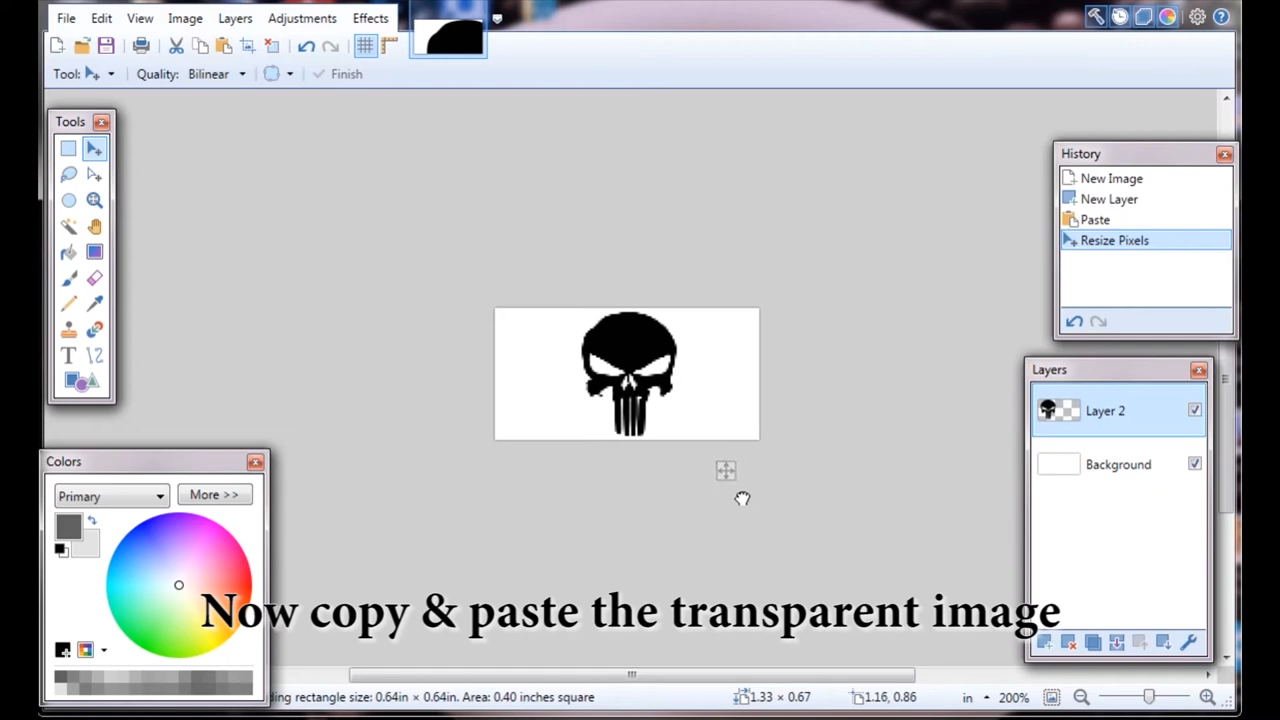 File Edit View Image Layers Adjustments Effects
Tool: Quality: Bilinear Finish
Tools
History
New Image
New Layer
Paste
Resize Pixels
Layers
Layer 2
Background
Colors
Primary More >>
Now copy & paste the transparent image
ding rectangle size: 0.64in × 0.64in. Area: 0.40 inches square 1.33 × 0.67 1.16, 0.86 in 200%